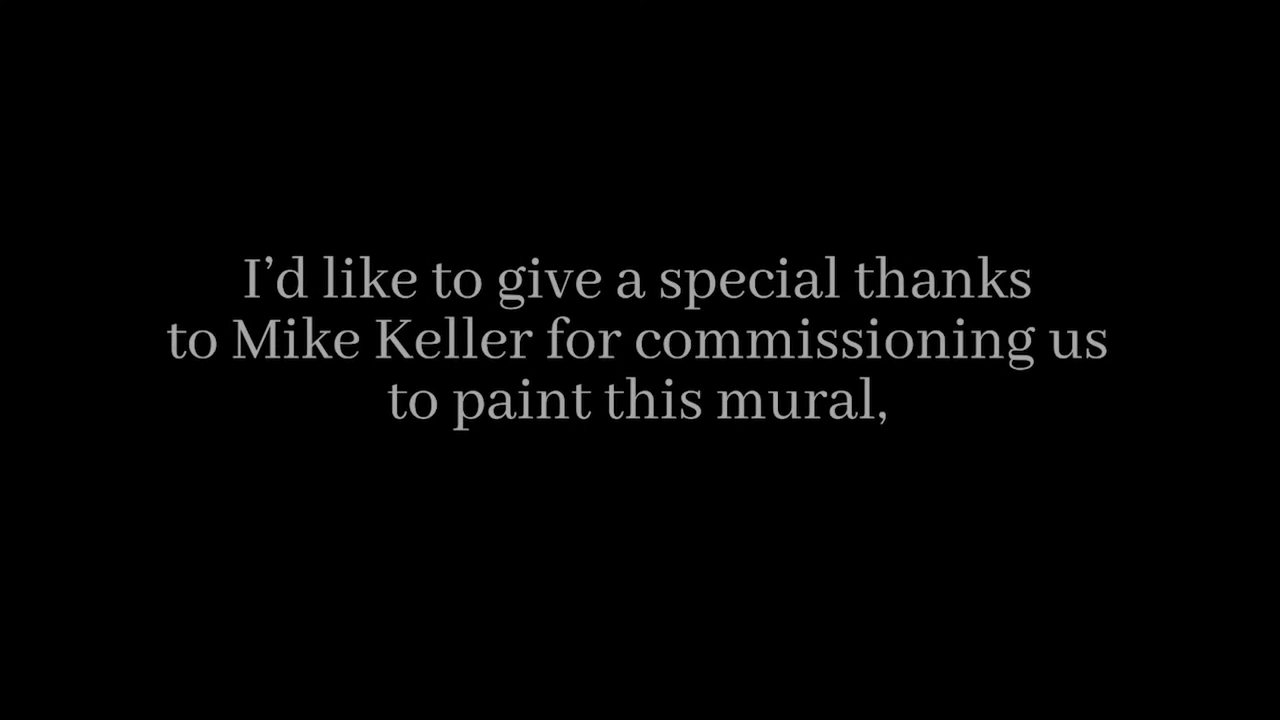 I’d like to give a special thanks
to Mike Keller for commissioning us
to paint this mural,